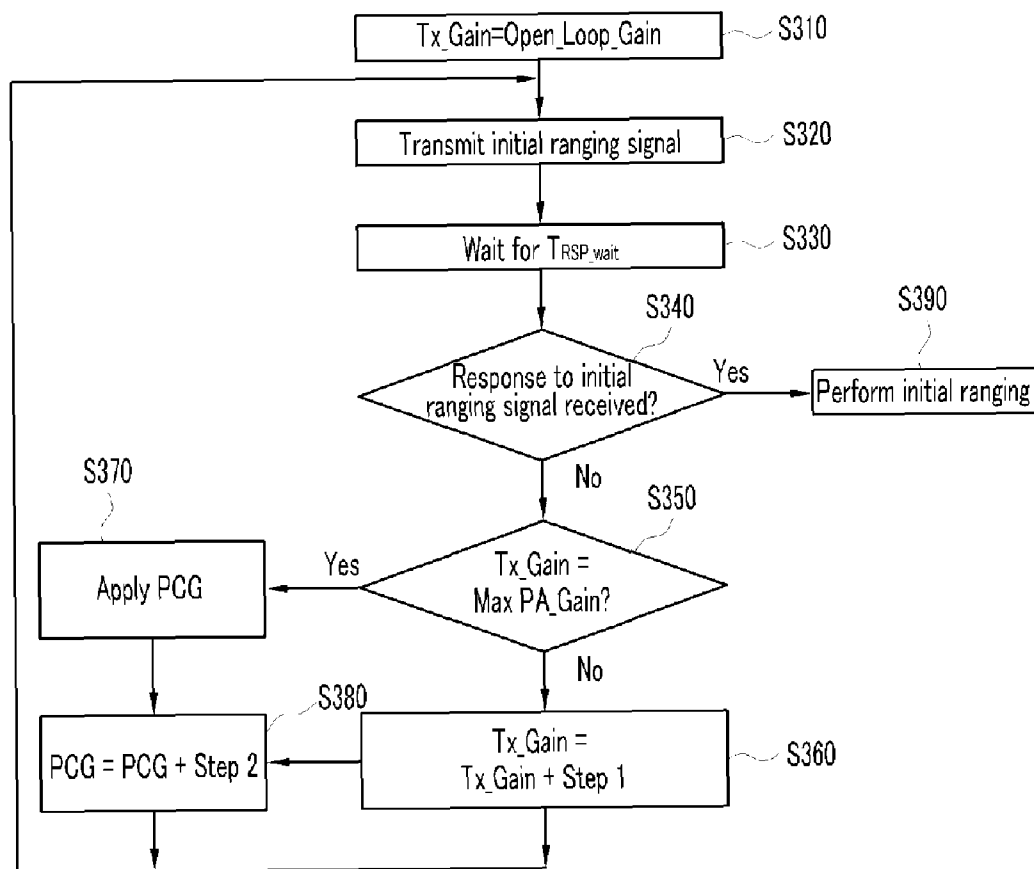 Tx_Gain=Open_Loop_Gain
S310
Transmit initial ranging signal
S320
Wait for TRSP_wait
S330
S340
Response to initial
ranging signal received?
Yes
S390
Perform initial ranging
No
S350
Tx_Gain =
Max PA_Gain?
Yes
S370
Apply PCG
No
S380
PCG = PCG + Step 2
Tx_Gain =
Tx_Gain + Step 1
S360